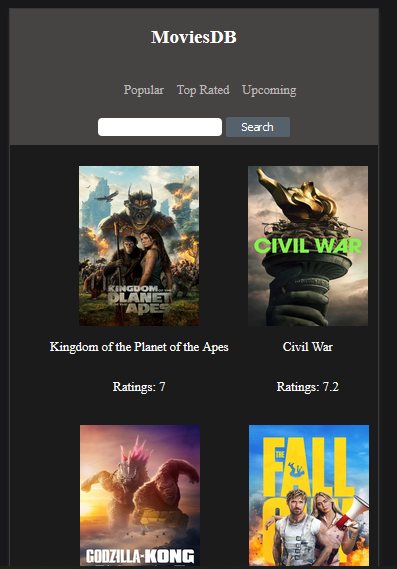 MoviesDB
Popular Top Rated Upcoming
Search
KINGDOM OF THE
PLANET
OF THE
APES
CIVIL WAR
Kingdom of the Planet of the Apes Civil War
Ratings: 7 Ratings: 7.2
GODZILLA-KONG
THE
FALL
GUY